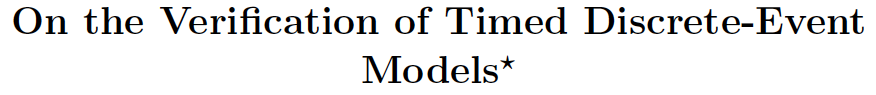 On the Verification of Timed Discrete-Event
Models⋆